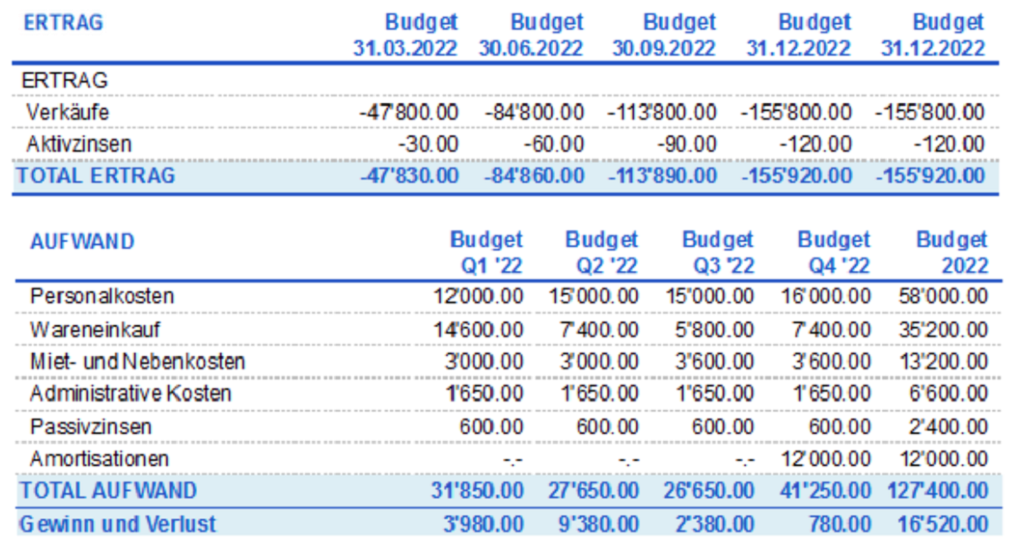 ERTRAG Budget Budget Budget Budget Budget
31.03.2022 30.06.2022 30.09.2022 31.12.2022 31.12.2022
ERTRAG
Verkäufe -47'800.00 -84'800.00 -113'800.00 -155'800.00 -155'800.00
Aktivzinsen -30.00 -60.00 -90.00 -120.00 -120.00
TOTAL ERTRAG -47'830.00 -84'860.00 -113'890.00 -155'920.00 -155'920.00
AUFWAND Budget Budget Budget Budget Budget
Q1 '22 Q2 '22 Q3 '22 Q4 '22 2022
Personalkosten 12'000.00 15'000.00 15'000.00 16'000.00 58'000.00
Wareneinkauf 14'600.00 7'400.00 5'800.00 7'400.00 35'200.00
Miet- und Nebenkosten 3'000.00 3'000.00 3'600.00 3'600.00 13'200.00
Administrative Kosten 1'650.00 1'650.00 1'650.00 1'650.00 6'600.00
Passivzinsen 600.00 600.00 600.00 600.00 2'400.00
Amortisationen -.- -.- -.- 12'000.00 12'000.00
TOTAL AUFWAND 31'850.00 27'650.00 26'650.00 41'250.00 127'400.00
Gewinn und Verlust 3'980.00 9'380.00 2'380.00 780.00 16'520.00